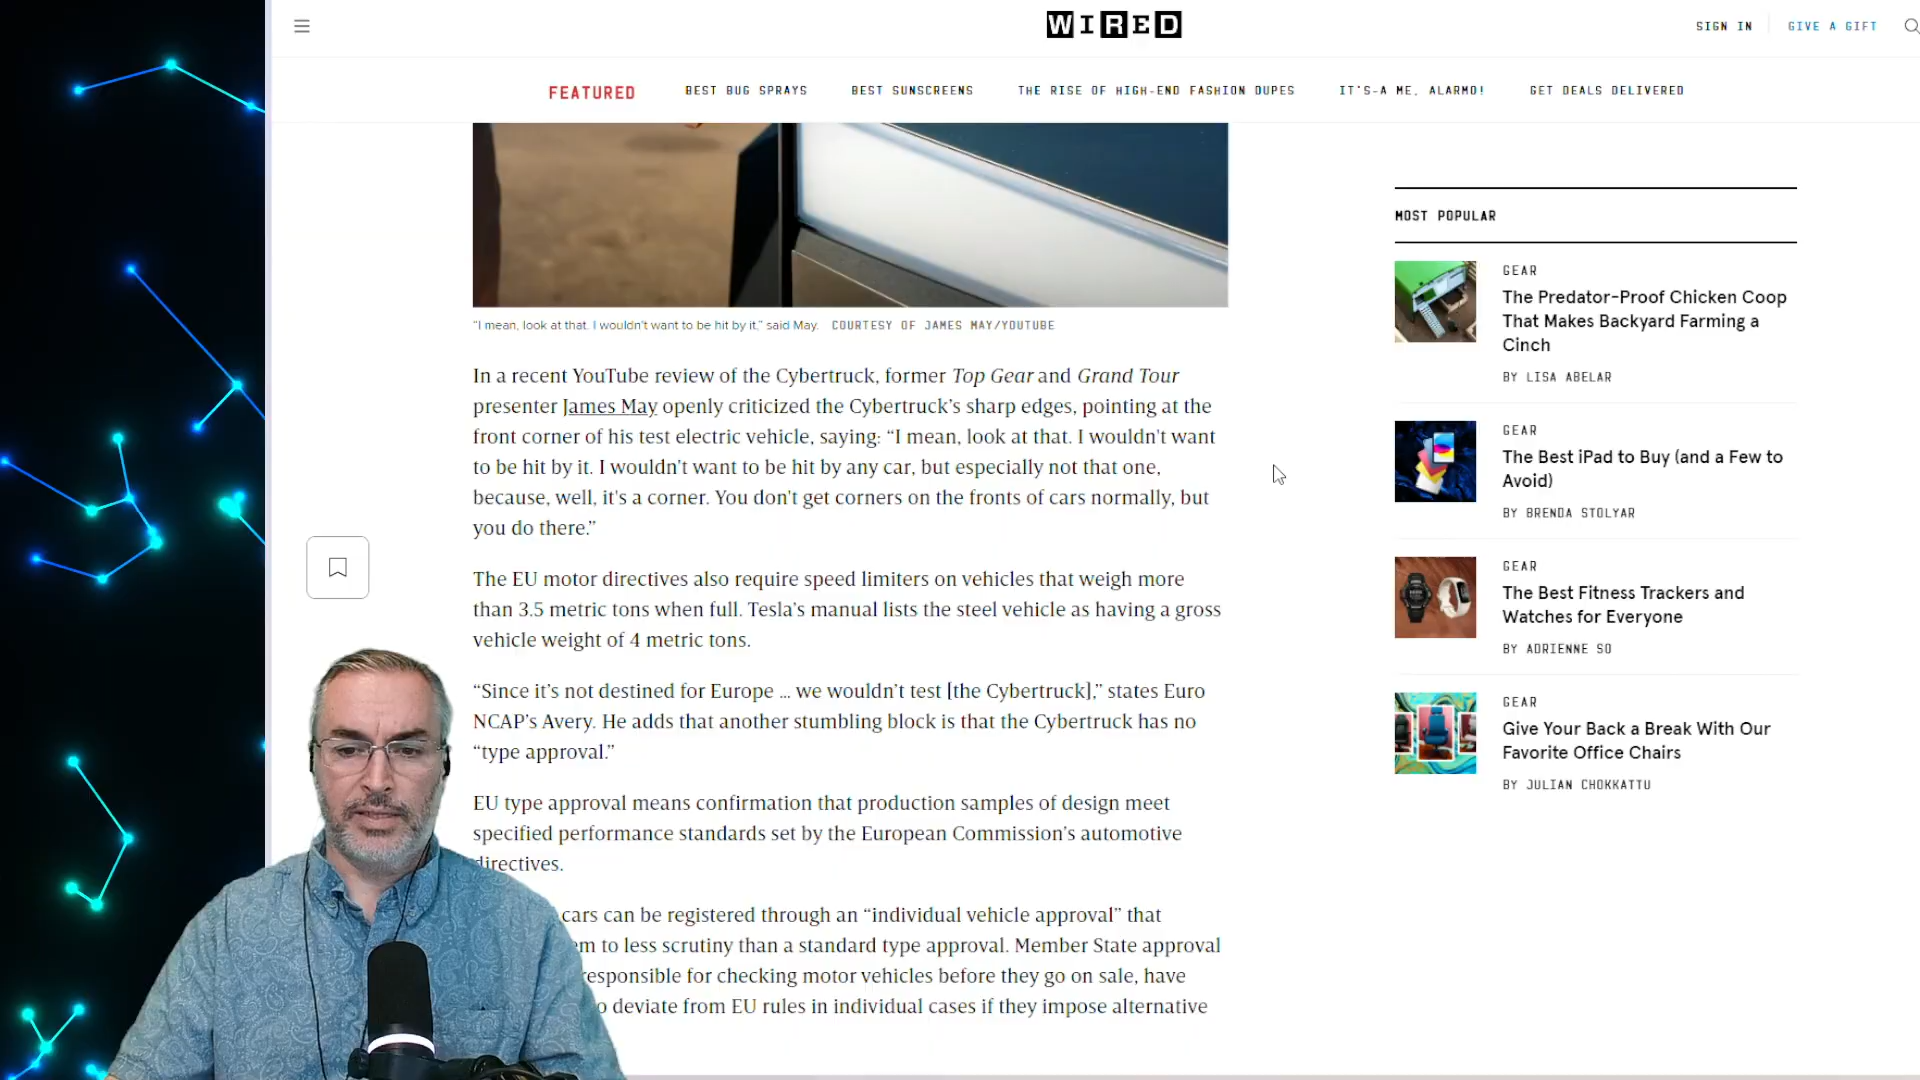 WIRED
SIGN IN
GIVE A GIFT
FEATURED
BEST BUG SPRAYS
BEST SUNSCREENS
THE RISE OF HIGH-END FASHION DUPES
IT'S-A ME, ALARMO!
GET DEALS DELIVERED
"I mean, look at that. I wouldn't want to be hit by it," said May. COURTESY OF JAMES MAY/YOUTUBE
In a recent YouTube review of the Cybertruck, former Top Gear and Grand Tour
presenter James May openly criticized the Cybertruck's sharp edges, pointing at the
front corner of his test electric vehicle, saying: “I mean, look at that. I wouldn't want
to be hit by it. I wouldn't want to be hit by any car, but especially not that one,
because, well, it's a corner. You don't get corners on the fronts of cars normally, but
you do there.”
The EU motor directives also require speed limiters on vehicles that weigh more
than 3.5 metric tons when full. Tesla's manual lists the steel vehicle as having a gross
vehicle weight of 4 metric tons.
“Since it's not destined for Europe ... we wouldn't test [the Cybertruck],” states Euro
NCAP's Avery. He adds that another stumbling block is that the Cybertruck has no
“type approval.”
EU type approval means confirmation that production samples of design meet
specified performance standards set by the European Commission's automotive
directives.
cars can be registered through an “individual vehicle approval” that
to less scrutiny than a standard type approval. Member State approval
responsible for checking motor vehicles before they go on sale, have
deviate from EU rules in individual cases if they impose alternative
MOST POPULAR
GEAR
The Predator-Proof Chicken Coop
That Makes Backyard Farming a
Cinch
BY LISA ABELAR
GEAR
The Best iPad to Buy (and a Few to
Avoid)
BY BRENDA STOLYAR
GEAR
The Best Fitness Trackers and
Watches for Everyone
BY ADRIENNE SO
GEAR
Give Your Back a Break With Our
Favorite Office Chairs
BY JULIAN CHOKKATTU